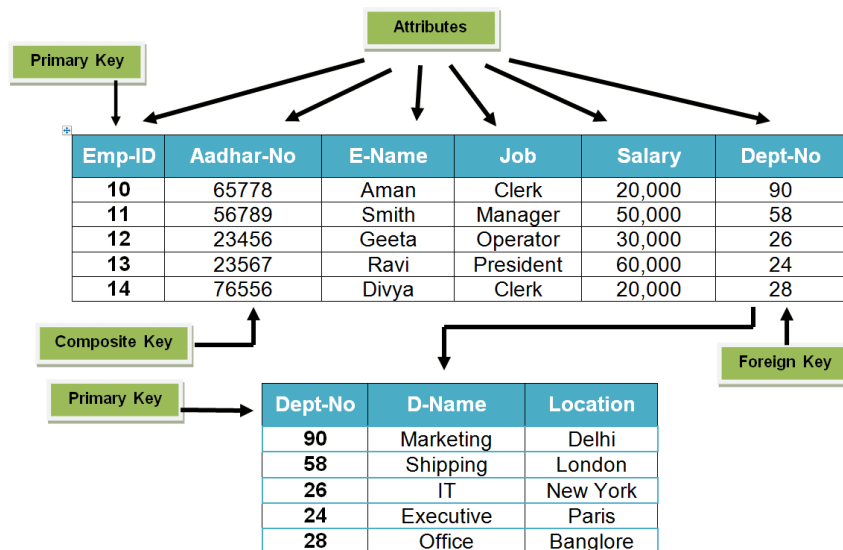 Attributes
Primary Key
Emp-ID Aadhar-No E-Name Job Salary Dept-No
10 65778 Aman Clerk 20,000 90
11 56789 Smith Manager 50,000 58
12 23456 Geeta Operator 30,000 26
13 23567 Ravi President 60,000 24
14 76556 Divya Clerk 20,000 28
Composite Key
Foreign Key
Primary Key
Dept-No D-Name Location
90 Marketing Delhi
58 Shipping London
26 IT New York
24 Executive Paris
28 Office Banglore